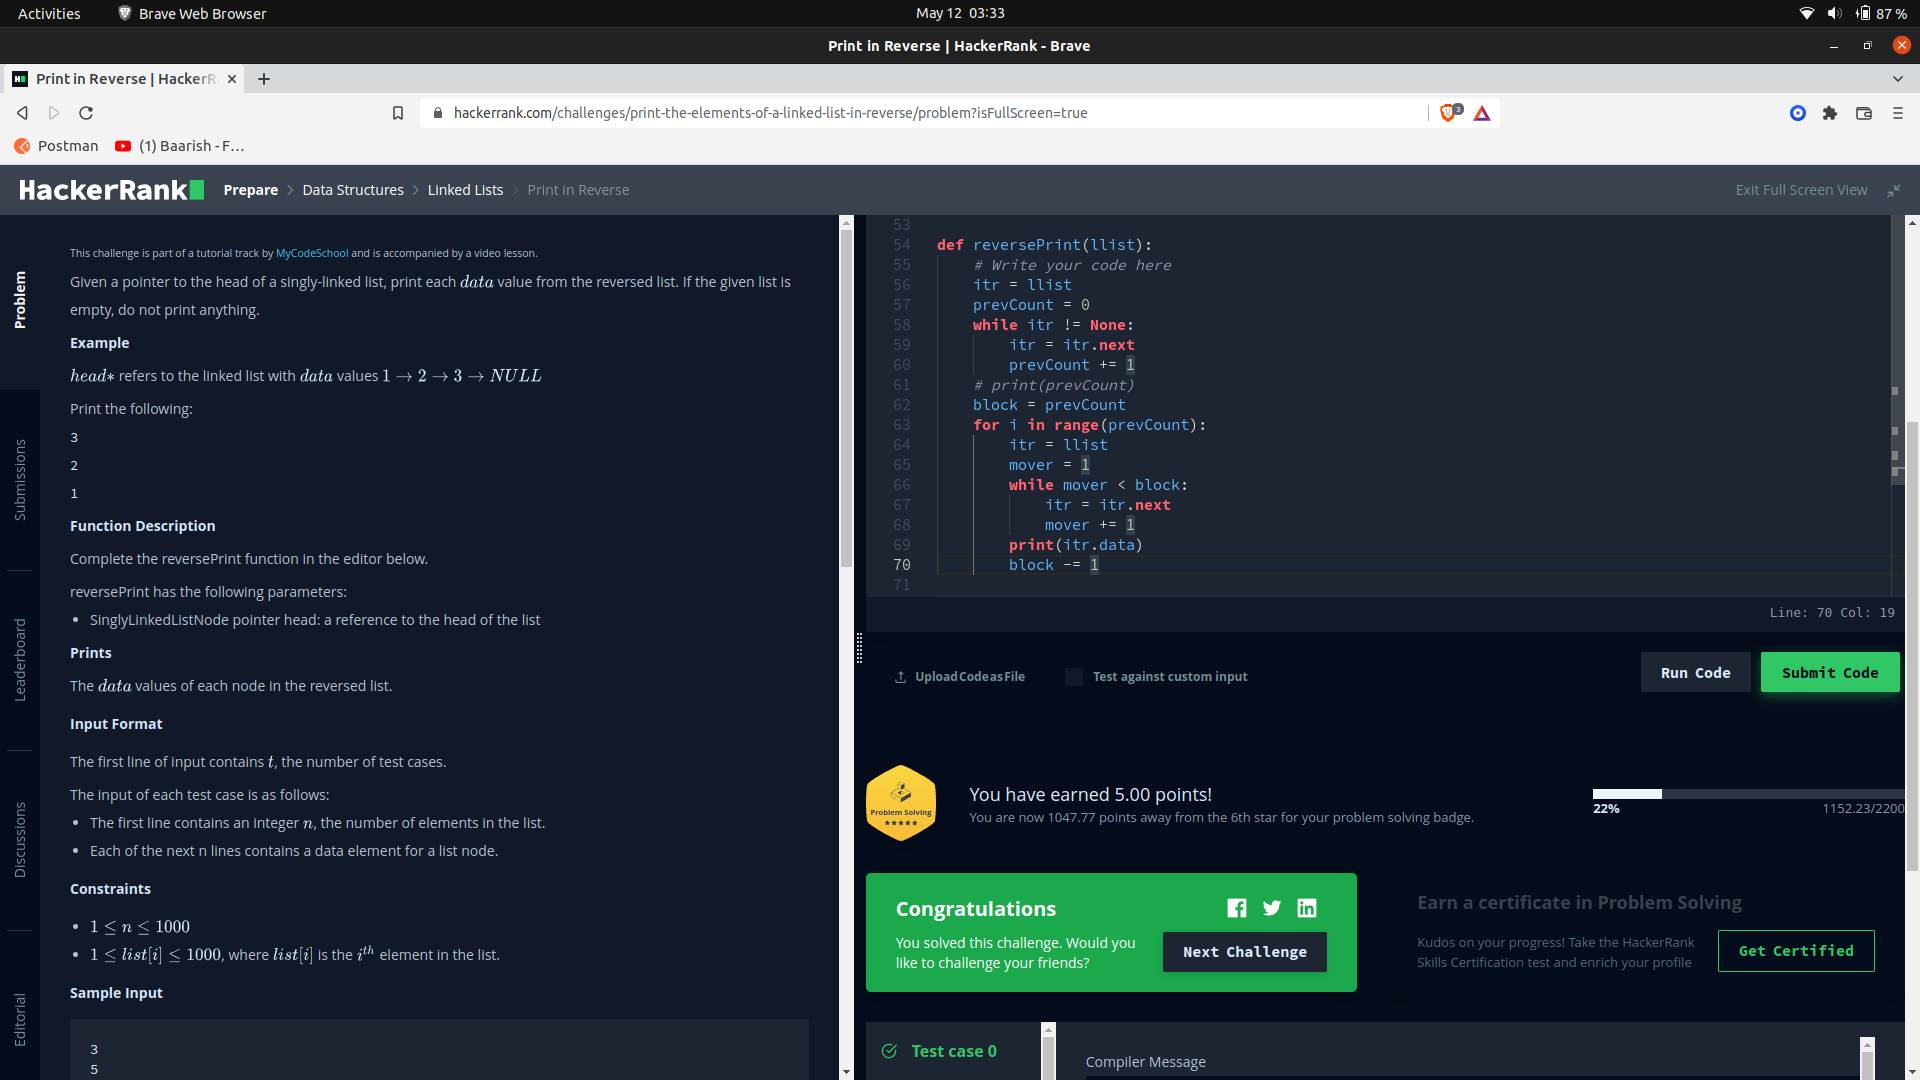 Activities
Brave Web Browser
May 12 03:33
87 %
Print in Reverse | HackerRank - Brave
Print in Reverse | HackerR
hackerrank.com/challenges/print-the-elements-of-a-linked-list-in-reverse/problem?isFullScreen=true
3
Postman
(1) Baarish - F…
HackerRank
Prepare
Data Structures
Linked Lists
Print in Reverse
Exit Full Screen View
Problem
Submissions
Leaderboard
Discussions
Editorial
This challenge is part of a tutorial track by MyCodeSchool and is accompanied by a video lesson.
Given a pointer to the head of a singly-linked list, print each data value from the reversed list. If the given list is
empty, do not print anything.
Example
head* refers to the linked list with data values 1 → 2 → 3 → NULL
Print the following:
3
2
1
Function Description
Complete the reversePrint function in the editor below.
reversePrint has the following parameters:
• SinglyLinkedListNode pointer head: a reference to the head of the list
Prints
The data values of each node in the reversed list.
Input Format
The first line of input contains t, the number of test cases.
The input of each test case is as follows:
• The first line contains an integer n, the number of elements in the list.
• Each of the next n lines contains a data element for a list node.
Constraints
• 1 ≤ n ≤ 1000
• 1 ≤ list[i] ≤ 1000, where list[i] is the i^th element in the list.
Sample Input
3
5
53
54 def reversePrint(llist):
55     # Write your code here
56     itr = llist
57     prevCount = 0
58     while itr != None:
59         itr = itr.next
60         prevCount += 1
61     # print(prevCount)
62     block = prevCount
63     for i in range(prevCount):
64         itr = llist
65         mover = 1
66         while mover < block:
67             itr = itr.next
68             mover += 1
69         print(itr.data)
70         block -= 1
71
Line: 70 Col: 19
Upload Code as File
Test against custom input
Run Code
Submit Code
Problem Solving
You have earned 5.00 points!
You are now 1047.77 points away from the 6th star for your problem solving badge.
22%
1152.23/2200
Congratulations
You solved this challenge. Would you
like to challenge your friends?
Next Challenge
Earn a certificate in Problem Solving
Kudos on your progress! Take the HackerRank
Skills Certification test and enrich your profile
Get Certified
Test case 0
Compiler Message